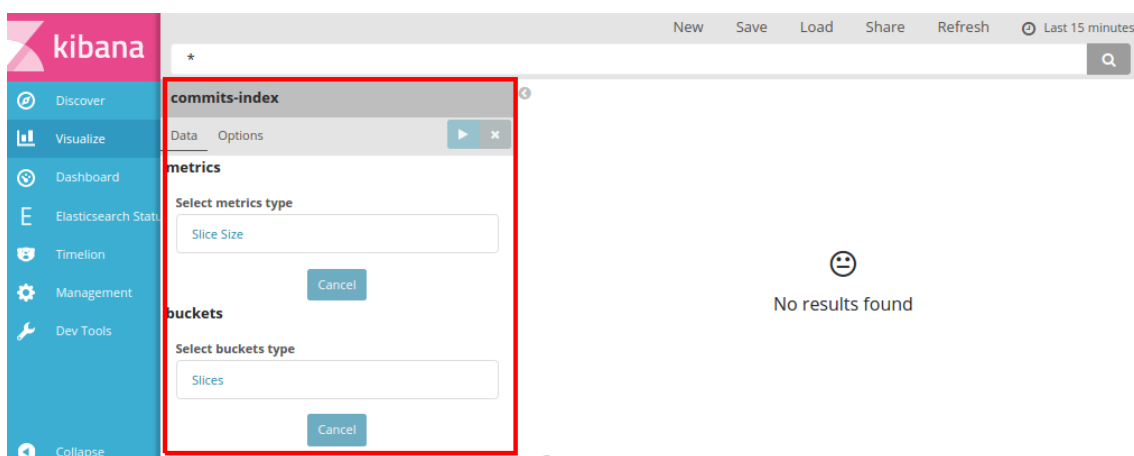 kibana
New Save Load Share Refresh Last 15 minutes
*
Discover
Visualize
Dashboard
E Elasticsearch Statu
Timelion
Management
Dev Tools
Collapse
commits-index
Data Options
metrics
Select metrics type
Slice Size
Cancel
buckets
Select buckets type
Slices
Cancel
No results found